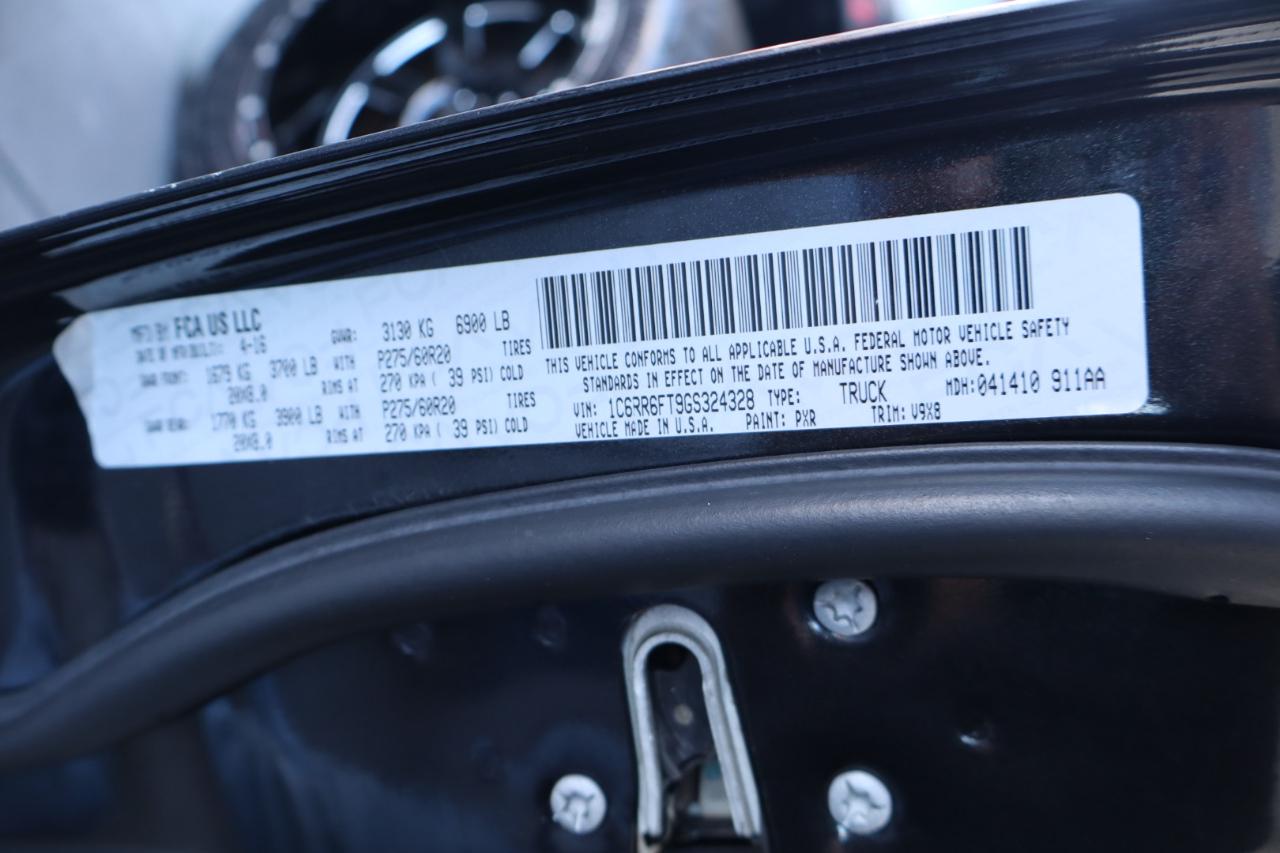 MFD BY FCA US LLC
DATE OF MFR 4-16
GVWR: 3130 KG 6900 LB
GAWR FRONT: 1679 KG 3700 LB WITH P275/60R20 TIRES
20X8.0 RIMS AT 270 KPA ( 39 PSI) COLD
GAWR REAR: 1770 KG 3900 LB WITH P275/60R20 TIRES
20X8.0 RIMS AT 270 KPA ( 39 PSI) COLD
THIS VEHICLE CONFORMS TO ALL APPLICABLE U.S.A. FEDERAL MOTOR VEHICLE SAFETY
STANDARDS IN EFFECT ON THE DATE OF MANUFACTURE SHOWN ABOVE.
VIN: 1C6RR6FT9GS324328 TYPE: TRUCK MDH:041410 911AA
VEHICLE MADE IN U.S.A. PAINT: PXR TRIM: V9X8